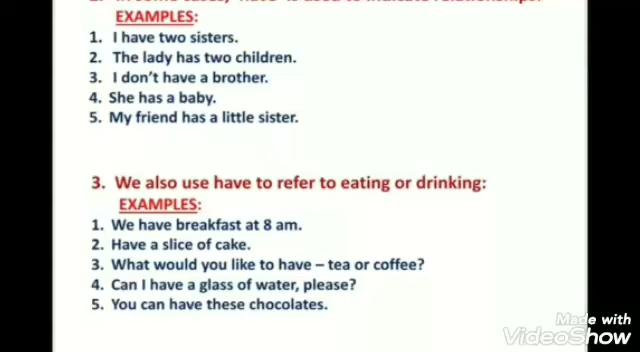 EXAMPLES:
1. I have two sisters.
2. The lady has two children.
3. I don't have a brother.
4. She has a baby.
5. My friend has a little sister.
3. We also use have to refer to eating or drinking:
EXAMPLES:
1. We have breakfast at 8 am.
2. Have a slice of cake.
3. What would you like to have – tea or coffee?
4. Can I have a glass of water, please?
5. You can have these chocolates.
Made with
VideoShow